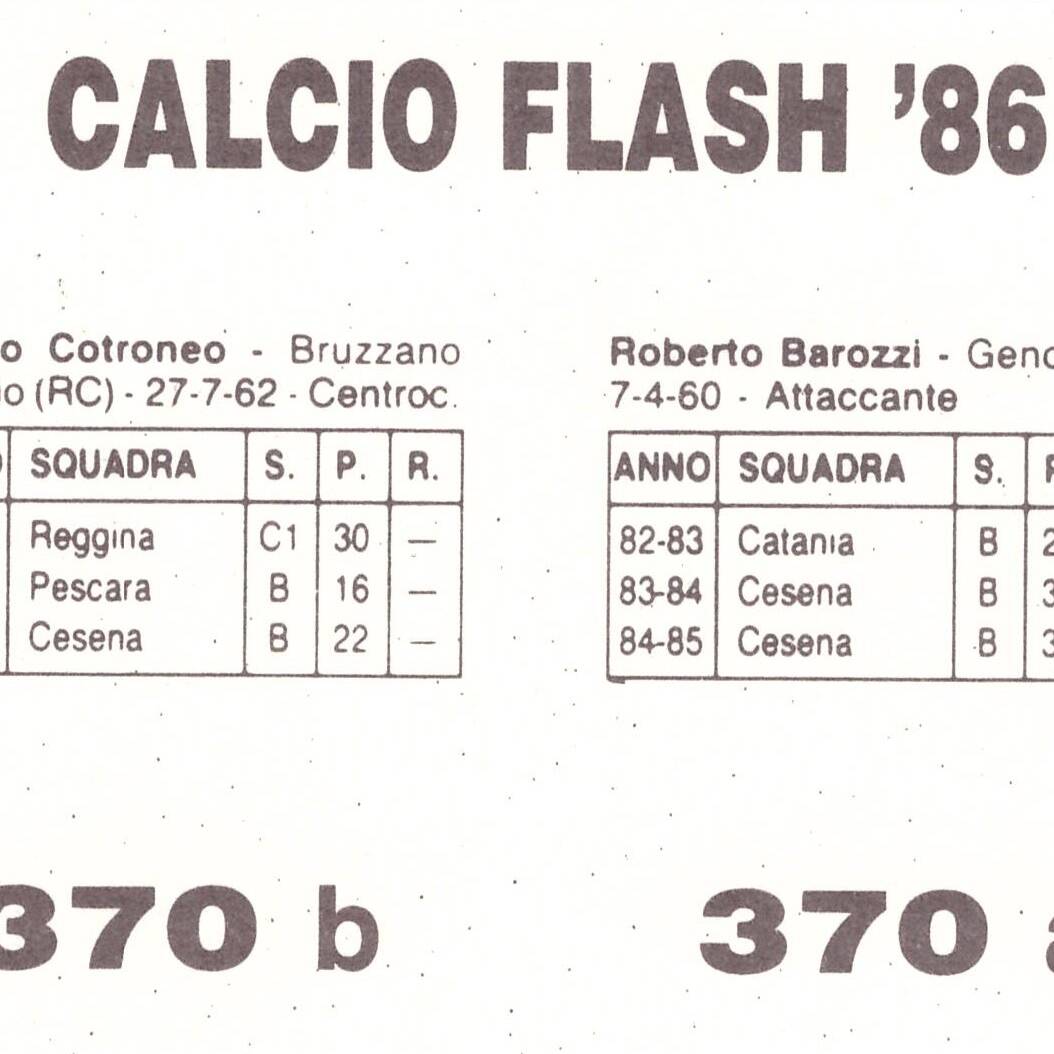 CALCIO FLASH '86
Cotroneo - Bruzzano
(RC) - 27-7-62 - Centroc.
SQUADRA S. P. R.
Reggina C1 30 —
Pescara B 16 —
Cesena B 22 —
370 b
Roberto Barozzi -
7-4-60 - Attaccante
ANNO SQUADRA S.
82-83 Catania B
83-84 Cesena B
84-85 Cesena B
370